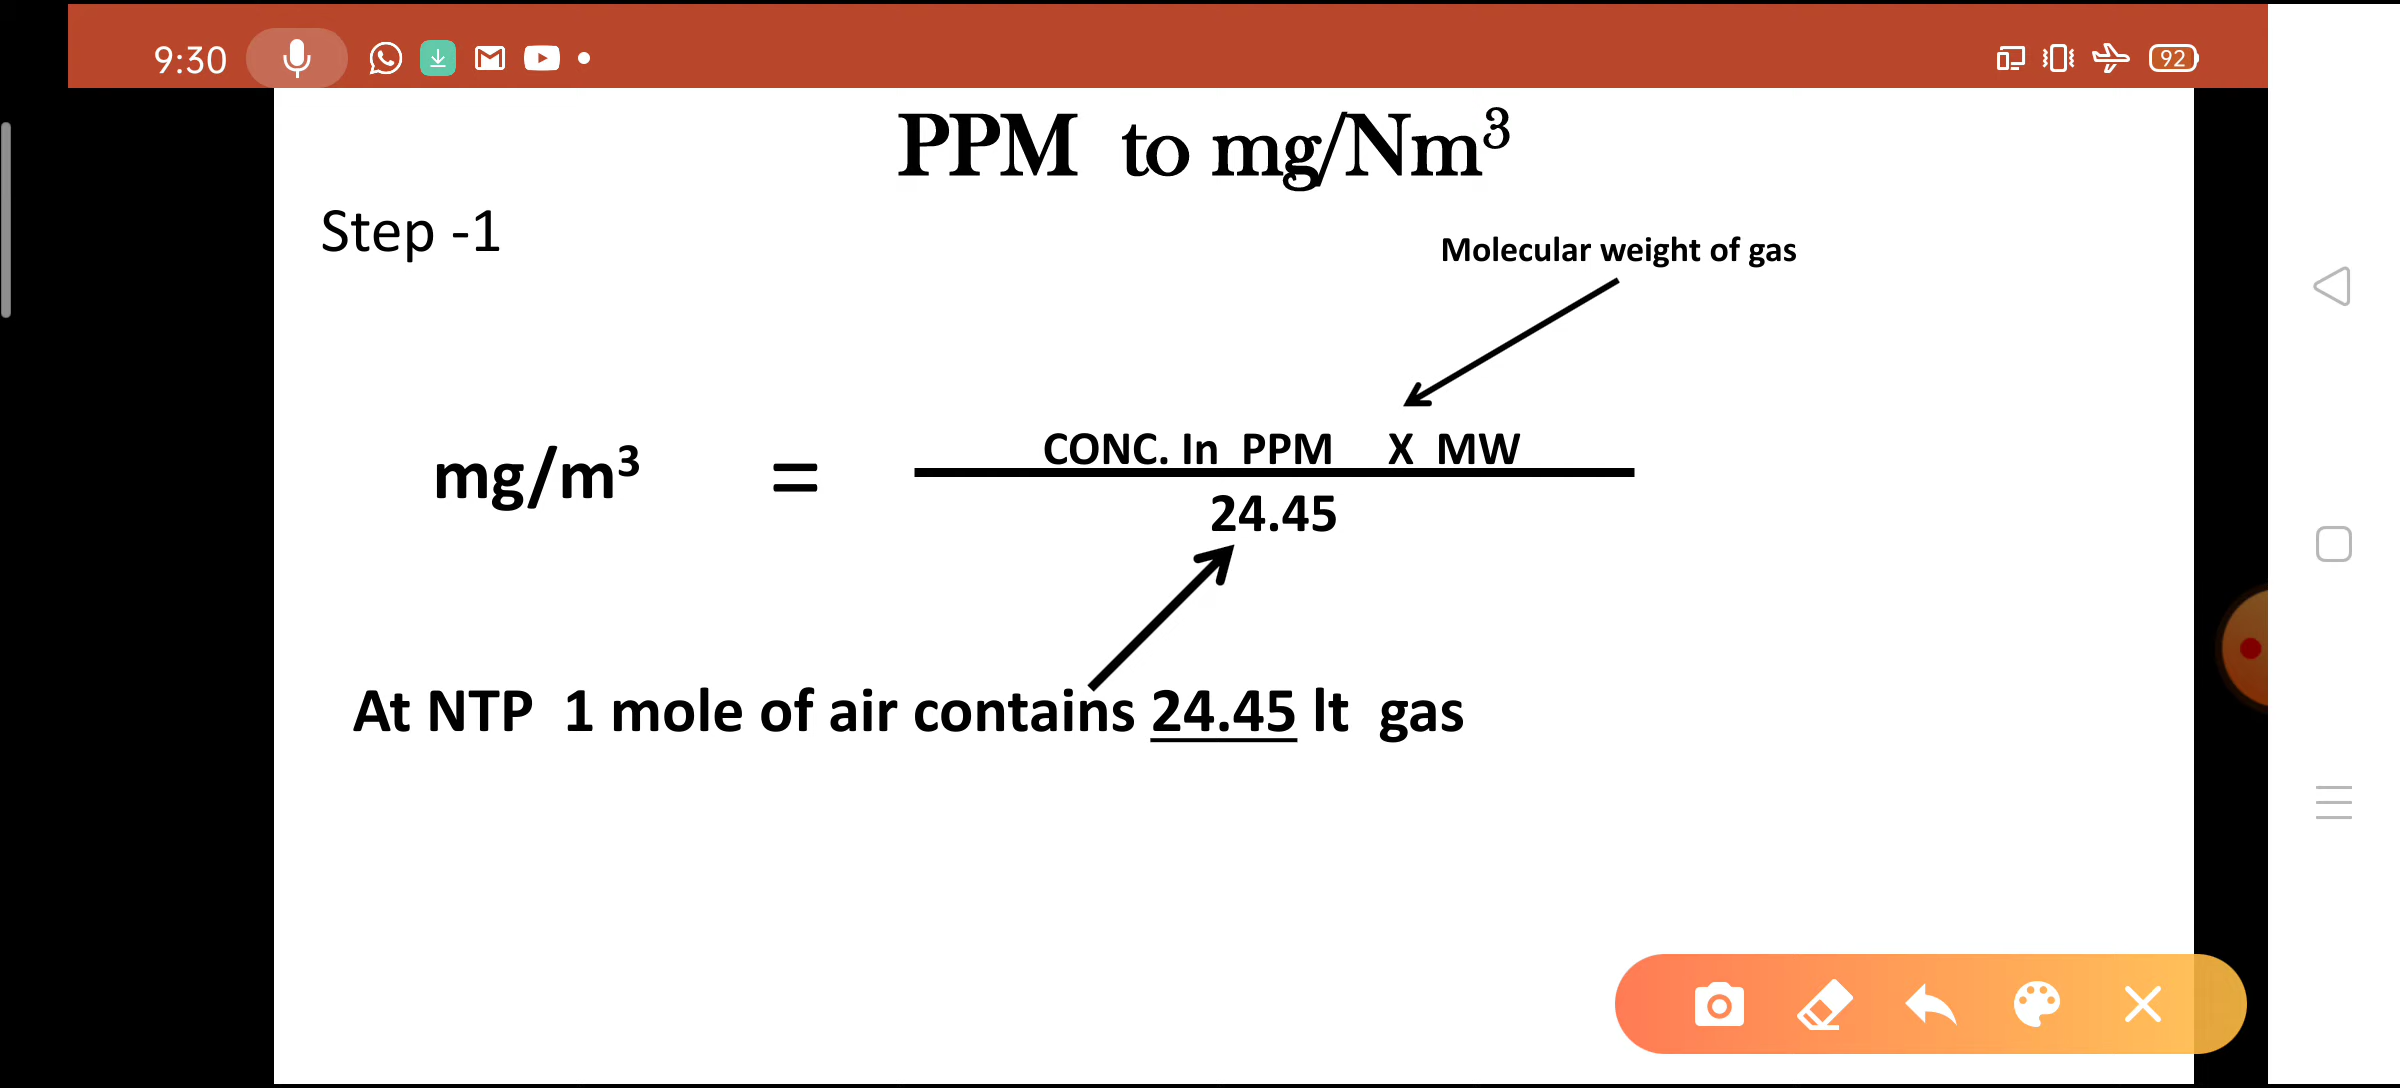 9:30
92
PPM to mg/Nm³
Step -1
Molecular weight of gas
mg/m³ = CONC. In PPM X MW
24.45
At NTP 1 mole of air contains 24.45 lt gas